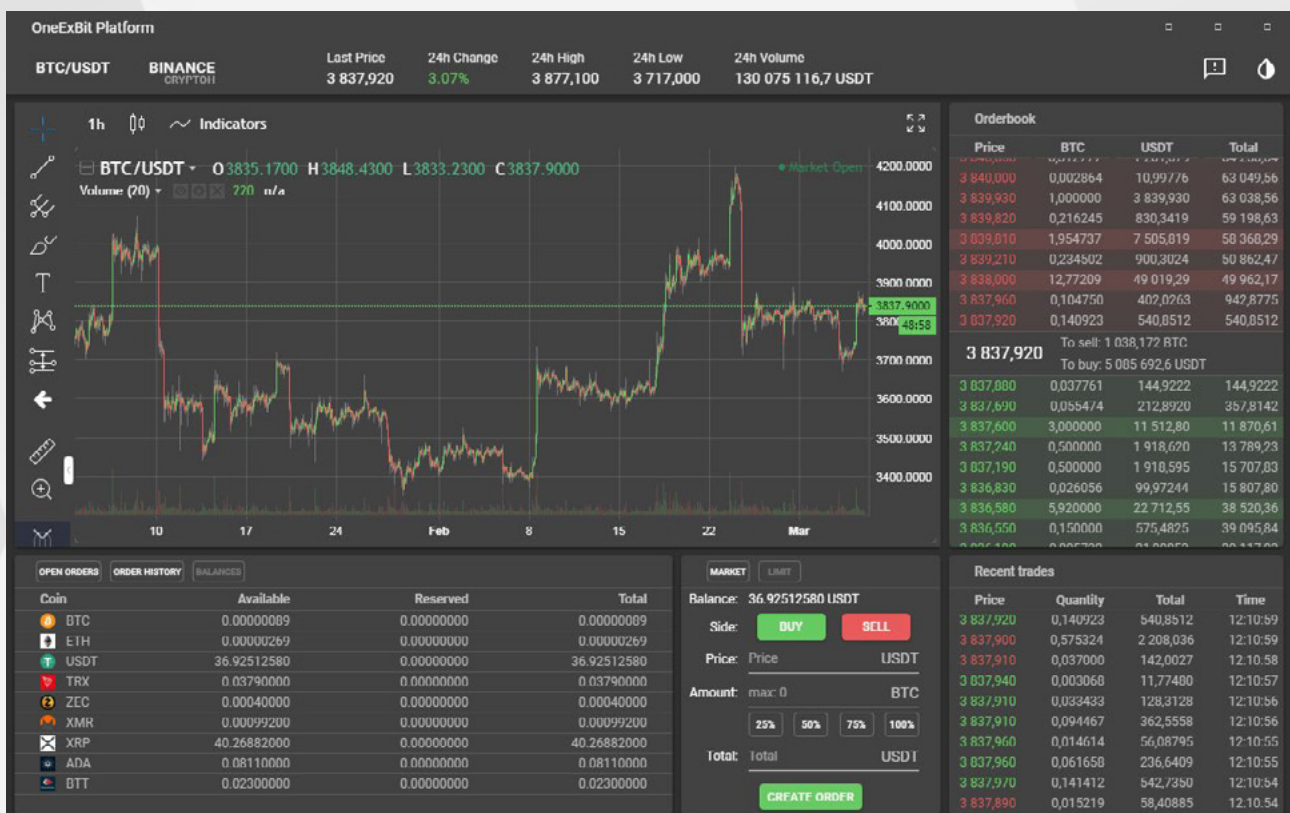 OneExBit Platform
BTC/USDT BINANCE Last Price 24h Change 24h High 24h Low 24h Volume
3 837,920 3.07% 3 877,100 3 717,000 130 075 116,7 USDT
1h Indicators
BTC/USDT O3835.1700 H3848.4300 L3833.2300 C3837.9000 Market Open
Volume (20) 220 n/a
4200.0000
4100.0000
4000.0000
3900.0000
3837.9000
48:58
3700.0000
3600.0000
3500.0000
3400.0000
10 17 24 Feb 8 15 22 Mar
Orderbook
Price BTC USDT Total
3 840,000 0,002864 10,99776 63 049,56
3 839,930 1,000000 3 839,930 63 038,56
3 839,820 0,216245 830,3419 59 198,63
3 839,810 1,954737 7 505,819 58 368,29
3 839,210 0,234502 900,3024 50 862,47
3 838,000 12,77209 49 019,29 49 962,17
3 837,960 0,104750 402,0263 942,8775
3 837,920 0,140923 540,8512 540,8512
3 837,920 To sell: 1 038,172 BTC
To buy: 5 085 692,6 USDT
3 837,880 0,037761 144,9222 144,9222
3 837,690 0,055474 212,8920 357,8142
3 837,600 3,000000 11 512,80 11 870,61
3 837,240 0,500000 1 918,620 13 789,23
3 837,190 0,500000 1 918,595 15 707,83
3 836,830 0,026056 99,97244 15 807,80
3 836,580 5,920000 22 712,55 38 520,36
3 836,550 0,150000 575,4825 39 095,84
OPEN ORDERS ORDER HISTORY BALANCES
Coin Available Reserved Total
BTC 0.00000089 0.00000000 0.00000089
ETH 0.00000269 0.00000000 0.00000269
USDT 36.92512580 0.00000000 36.92512580
TRX 0.03790000 0.00000000 0.03790000
ZEC 0.00040000 0.00000000 0.00040000
XMR 0.00099200 0.00000000 0.00099200
XRP 40.26882000 0.00000000 40.26882000
ADA 0.08110000 0.00000000 0.08110000
BTT 0.02300000 0.00000000 0.02300000
MARKET LIMIT
Balance: 36.92512580 USDT
Side: BUY SELL
Price: Price USDT
Amount: max: 0 BTC
25% 50% 75% 100%
Total: Total USDT
CREATE ORDER
Recent trades
Price Quantity Total Time
3 837,920 0,140923 540,8512 12:10:59
3 837,900 0,575324 2 208,036 12:10:59
3 837,910 0,037000 142,0027 12:10:58
3 837,940 0,003068 11,77480 12:10:57
3 837,910 0,033433 128,3128 12:10:56
3 837,910 0,094467 362,5558 12:10:56
3 837,960 0,014614 56,08795 12:10:55
3 837,960 0,061658 236,6409 12:10:55
3 837,970 0,141412 542,7350 12:10:54
3 837,890 0,015219 58,40885 12:10:54